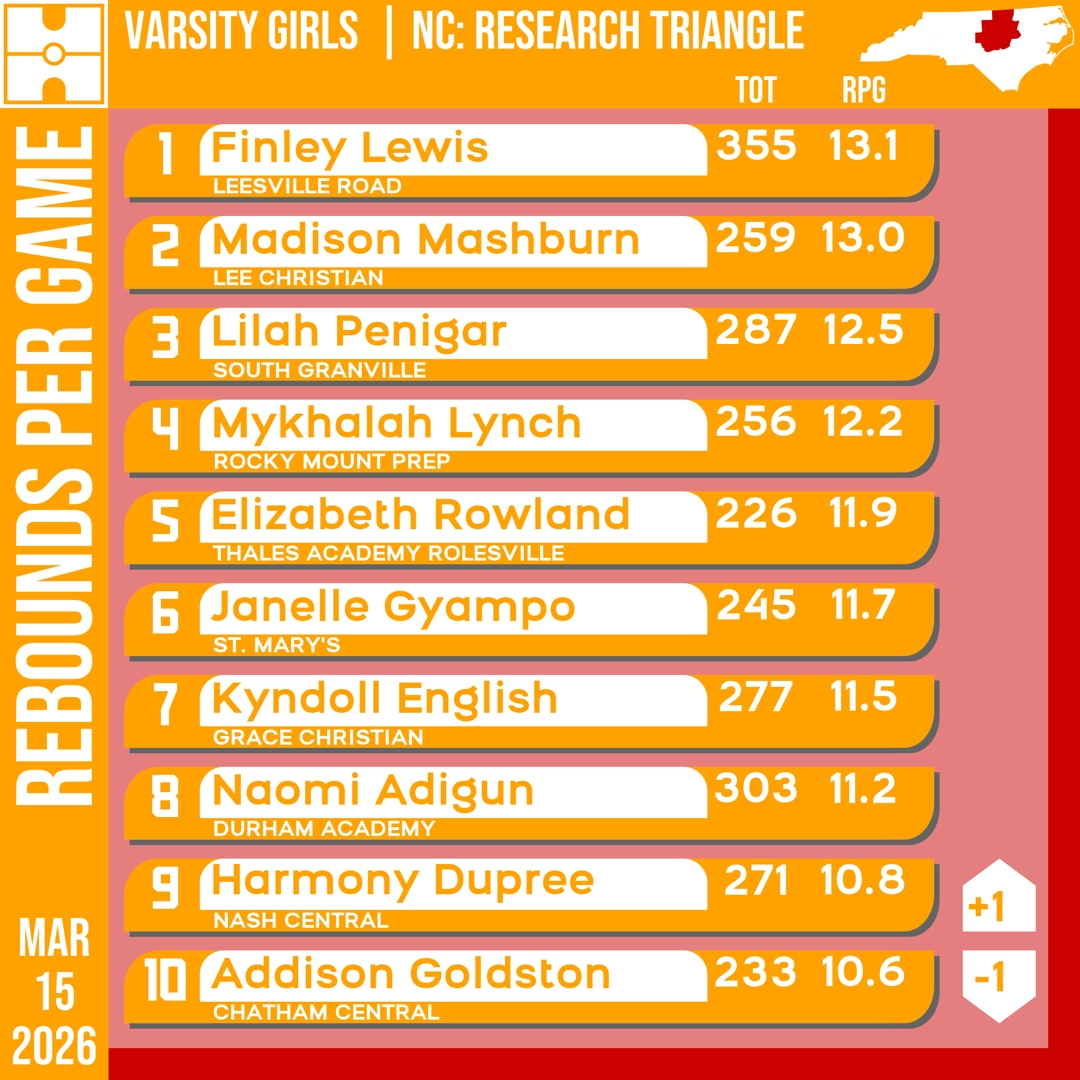 VARSITY GIRLS | NC: RESEARCH TRIANGLE
TOT RPG
REBOUNDS PER GAME
MAR
15
2026
1 Finley Lewis 355 13.1
LEESVILLE ROAD
2 Madison Mashburn 259 13.0
LEE CHRISTIAN
3 Lilah Penigar 287 12.5
SOUTH GRANVILLE
4 Mykhalah Lynch 256 12.2
ROCKY MOUNT PREP
5 Elizabeth Rowland 226 11.9
THALES ACADEMY ROLESVILLE
6 Janelle Gyampo 245 11.7
ST. MARY'S
7 Kyndoll English 277 11.5
GRACE CHRISTIAN
8 Naomi Adigun 303 11.2
DURHAM ACADEMY
9 Harmony Dupree 271 10.8 +1
NASH CENTRAL
10 Addison Goldston 233 10.6 -1
CHATHAM CENTRAL